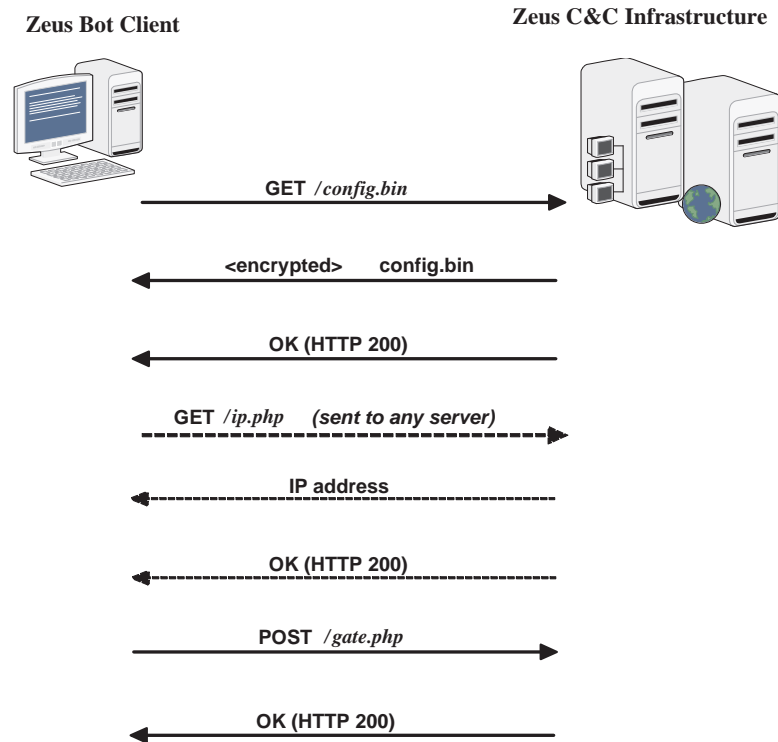 Zeus Bot Client
Zeus C&C Infrastructure
GET /config.bin
<encrypted> config.bin
OK (HTTP 200)
GET /ip.php (sent to any server)
IP address
OK (HTTP 200)
POST /gate.php
OK (HTTP 200)